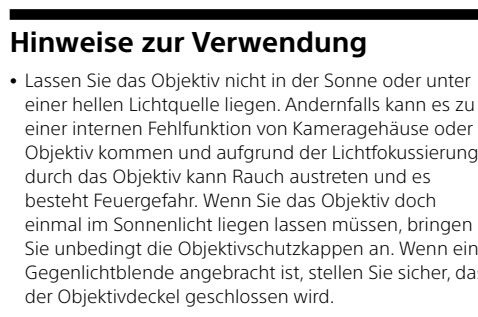 Hinweise zur Verwendung
• Lassen Sie das Objektiv nicht in der Sonne oder unter
einer hellen Lichtquelle liegen. Andernfalls kann es zu
einer internen Fehlfunktion von Kameragehäuse oder
Objektiv kommen und aufgrund der Lichtfokussierung
durch das Objektiv kann Rauch austreten und es
besteht Feuergefahr. Wenn Sie das Objektiv doch
einmal im Sonnenlicht liegen lassen müssen, bringen
Sie unbedingt die Objektivschutzkappen an. Wenn ein
Gegenlichtblende angebracht ist, stellen Sie sicher, da
der Objektivdeckel geschlossen wird.